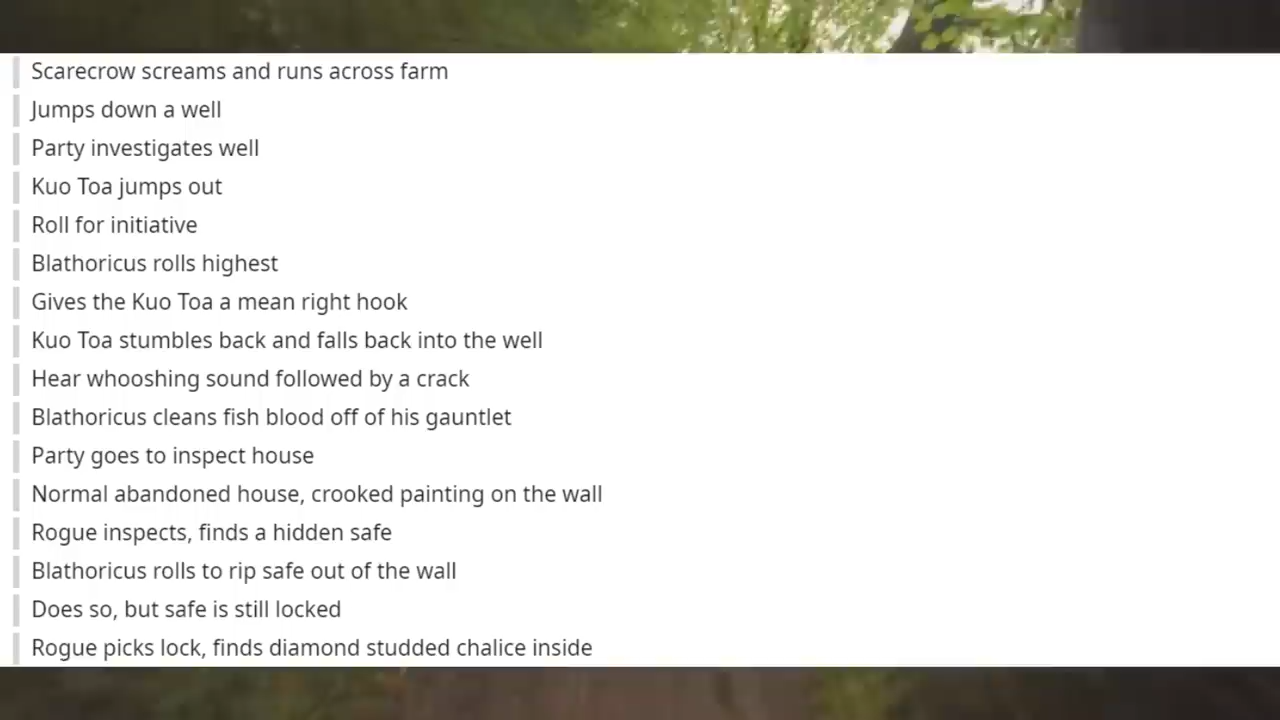 Scarecrow screams and runs across farm
Jumps down a well
Party investigates well
Kuo Toa jumps out
Roll for initiative
Blathoricus rolls highest
Gives the Kuo Toa a mean right hook
Kuo Toa stumbles back and falls back into the well
Hear whooshing sound followed by a crack
Blathoricus cleans fish blood off of his gauntlet
Party goes to inspect house
Normal abandoned house, crooked painting on the wall
Rogue inspects, finds a hidden safe
Blathoricus rolls to rip safe out of the wall
Does so, but safe is still locked
Rogue picks lock, finds diamond studded chalice inside